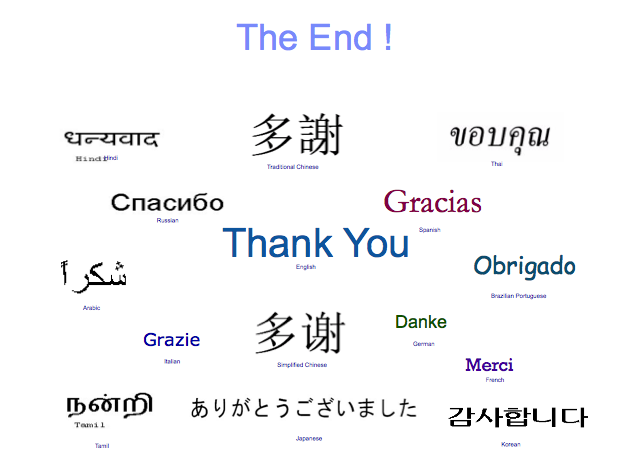 The End !
धन्यवाद
Hindi
Hindi
多謝
Traditional Chinese
ขอบคุณ
Thai
Спасибо
Russian
Gracias
Spanish
Thank You
English
شكراً
Arabic
Obrigado
Brazilian Portuguese
Grazie
Italian
多谢
Simplified Chinese
Danke
German
Merci
French
நன்றி
Tamil
Tamil
ありがとうございました
Japanese
감사합니다
Korean